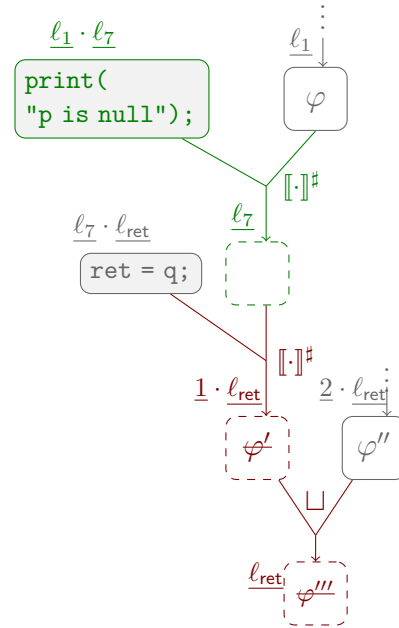 ⋮
ℓ₁ · ℓ₇
ℓ₁
print(
"p is null");
φ
⟦·⟧♯
ℓ₇
ℓ₇ · ℓret
ret = q;
⟦·⟧♯
1 · ℓret
2 · ℓret
⋮
φ′
φ″
⊔
ℓret
φ‴